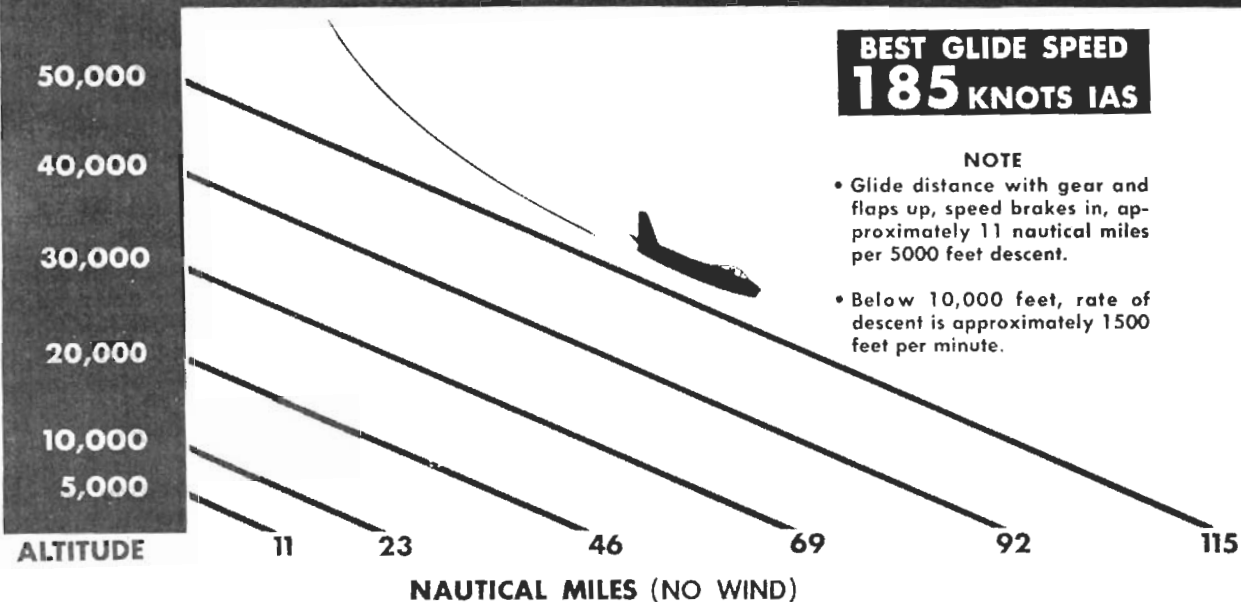 BEST GLIDE SPEED
185 KNOTS IAS
NOTE
• Glide distance with gear and
flaps up, speed brakes in, ap-
proximately 11 nautical miles
per 5000 feet descent.
• Below 10,000 feet, rate of
descent is approximately 1500
feet per minute.
50,000
40,000
30,000
20,000
10,000
5,000
ALTITUDE
11 23 46 69 92 115
NAUTICAL MILES (NO WIND)